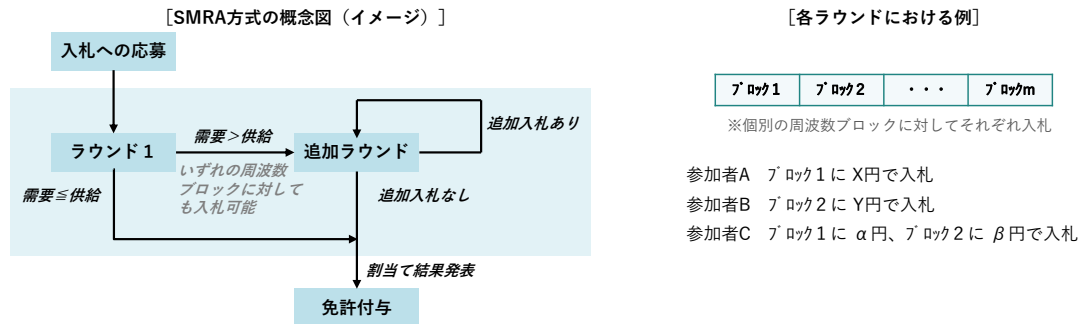 ［SMRA方式の概念図（イメージ）］
入札への応募
ラウンド１
需要＞供給
いずれの周波数
ブロックに対して
も入札可能
追加ラウンド
追加入札あり
需要≦供給
追加入札なし
割当て結果発表
免許付与
［各ラウンドにおける例］
ﾌﾞﾛｯｸ1 ﾌﾞﾛｯｸ2 ・・・ ﾌﾞﾛｯｸm
※個別の周波数ブロックに対してそれぞれ入札
参加者A　ﾌﾞﾛｯｸ１に X円で入札
参加者B　ﾌﾞﾛｯｸ２に Y円で入札
参加者C　ﾌﾞﾛｯｸ１に α円、ﾌﾞﾛｯｸ２に β円で入札